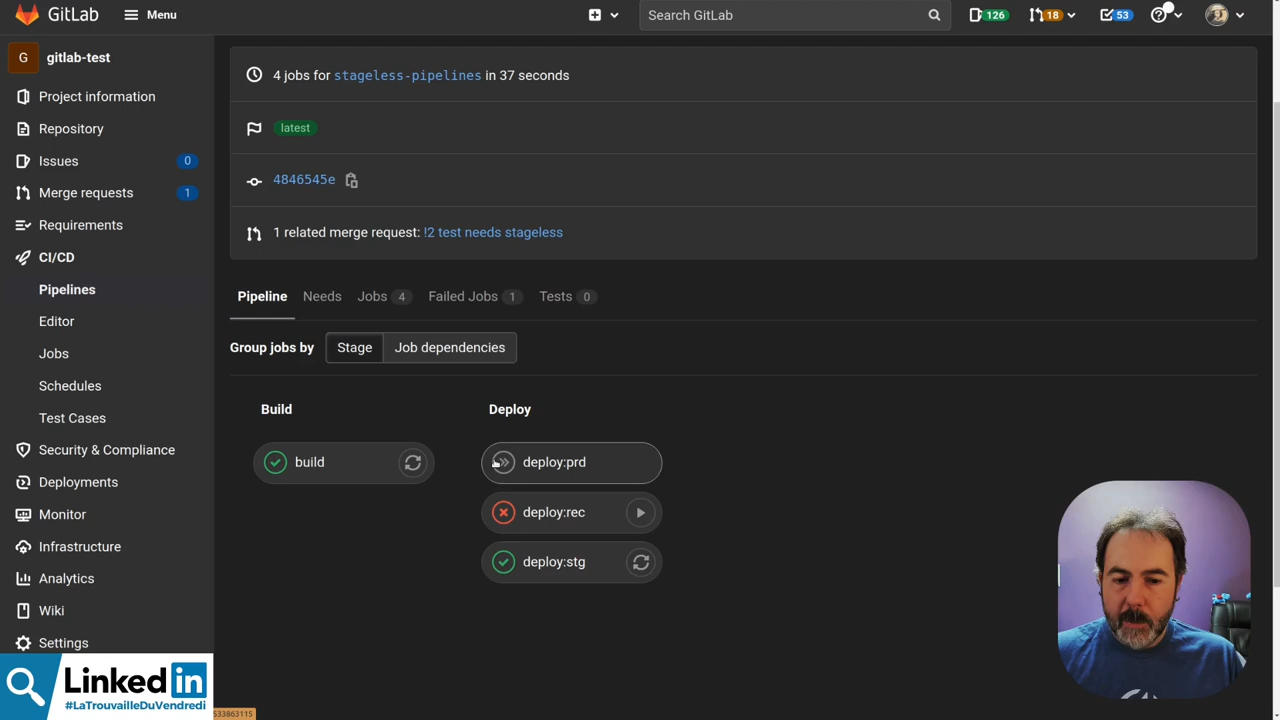 GitLab
Menu
Search GitLab
126
18
53
G
gitlab-test
Project information
Repository
Issues 0
Merge requests 1
Requirements
CI/CD
Pipelines
Editor
Jobs
Schedules
Test Cases
Security & Compliance
Deployments
Monitor
Infrastructure
Analytics
Wiki
Settings
4 jobs for stageless-pipelines in 37 seconds
latest
4846545e
1 related merge request: !2 test needs stageless
Pipeline Needs Jobs 4 Failed Jobs 1 Tests 0
Group jobs by Stage Job dependencies
Build Deploy
build deploy:prd
deploy:rec
deploy:stg
Linked in
#LaTrouvailleDuVendredi
533863115